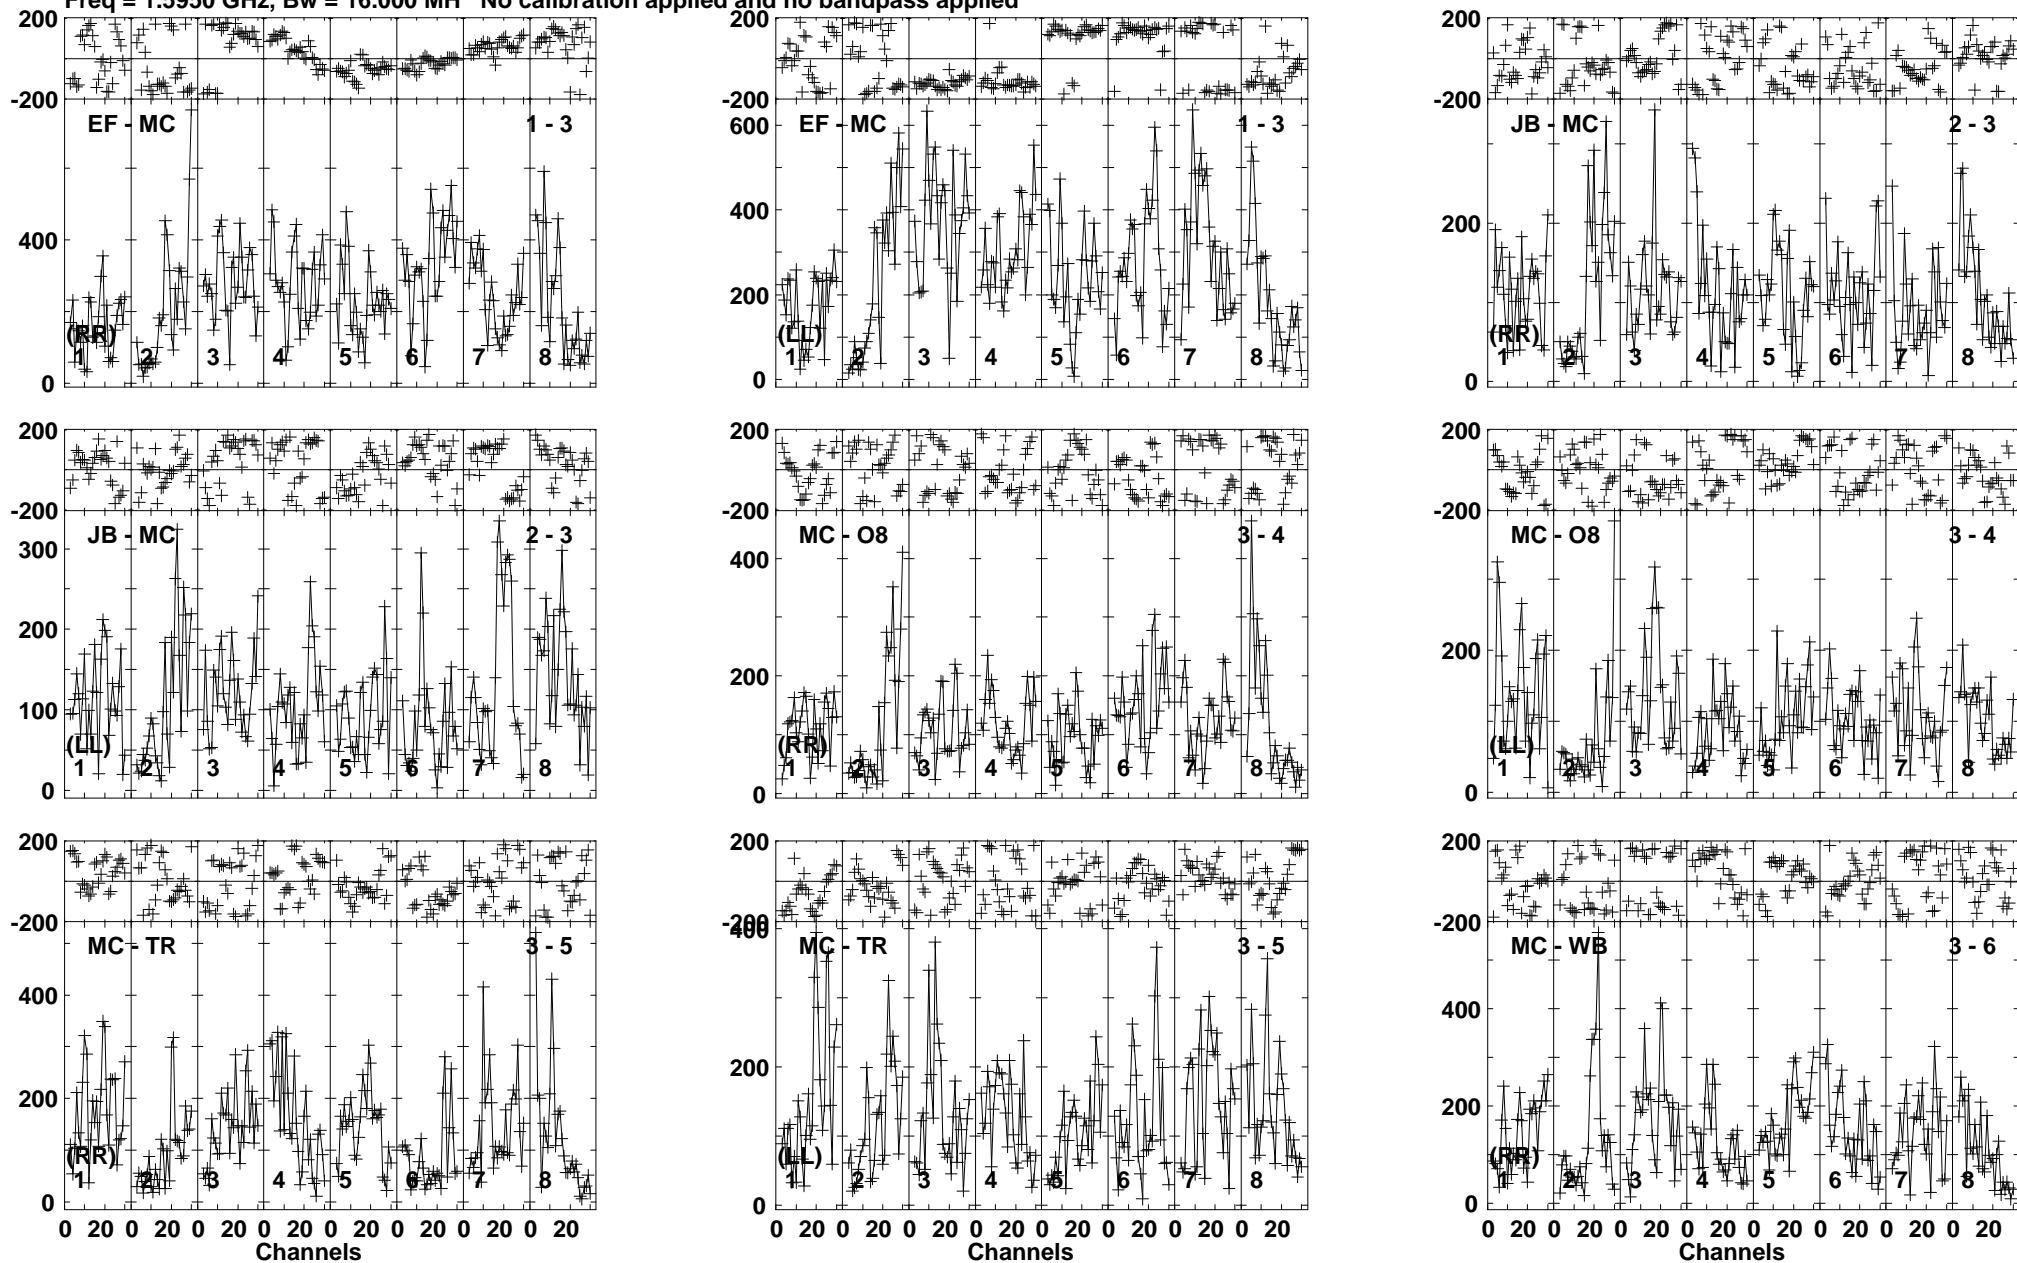 Freq = 1.5950 GHz, Bw = 16.000 MH No calibration applied and no bandpass applied
200 200 200
-200 -200 -200
EF - MC 1 - 3 EF - MC 1 - 3 JB - MC 2 - 3
600
400 400
200 200
(RR) (LL) (RR)
1 2 3 4 5 6 7 8 1 2 3 4 5 6 7 8 1 2 3 4 5 6 7 8
0 0 0
200 200 200
-200 -200 -200
JB - MC 2 - 3 MC - O8 3 - 4 MC - O8 3 - 4
300 400
200 200 200
100
(LL) (RR) (LL)
1 2 3 4 5 6 7 8 1 2 3 4 5 6 7 8 1 2 3 4 5 6 7 8
0 0 0
200 200 200
-200 -200 -200
400
MC - TR 3 - 5 MC - TR 3 - 5 MC - WB 3 - 6
400 400
200 200 200
(RR) (LL) (RR)
1 2 3 4 5 6 7 8 1 2 3 4 5 6 7 8 1 2 3 4 5 6 7 8
0 0 0
0 20 0 20 0 20 0 20 0 20 0 20 0 20 0 20 0 20 0 20 0 20 0 20 0 20 0 20 0 20 0 20 0 20 0 20 0 20 0 20 0 20 0 20 0 20 0 20
Channels Channels Channels